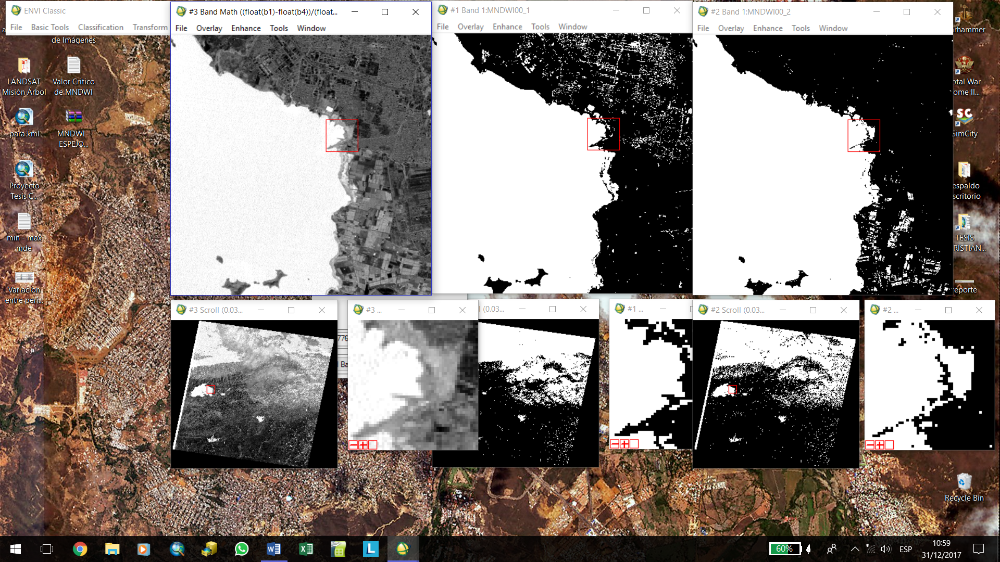 ENVI Classic
File Basic Tools Classification Transform
#3 Band Math ((float(b1)-float(b4))/(float...
File Overlay Enhance Tools Window
#1 Band 1:MNDWI00_1
File Overlay Enhance Tools Window
#2 Band 1:MNDWI00_2
File Overlay Enhance Tools Window
de Imágenes
LANDSAT
Misión Árbol
Valor Critico
de MNDWI
para kml
MNDWI -
ESPEJO...
Proyecto
Tesis C...
min - max
mde
Variación
entre peri...
rhammer
otal War
ome II...
SC
SimCity
espaldo
scritorio
TESIS
RISTIAN...
reporte
Recycle Bin
#3 Scroll (0.03...
#3 ...
l (0.03...
#1 ...
#2 Scroll (0.03...
#2 ...
776
l Ba
W
X
L
60%
ESP
10:59
31/12/2017